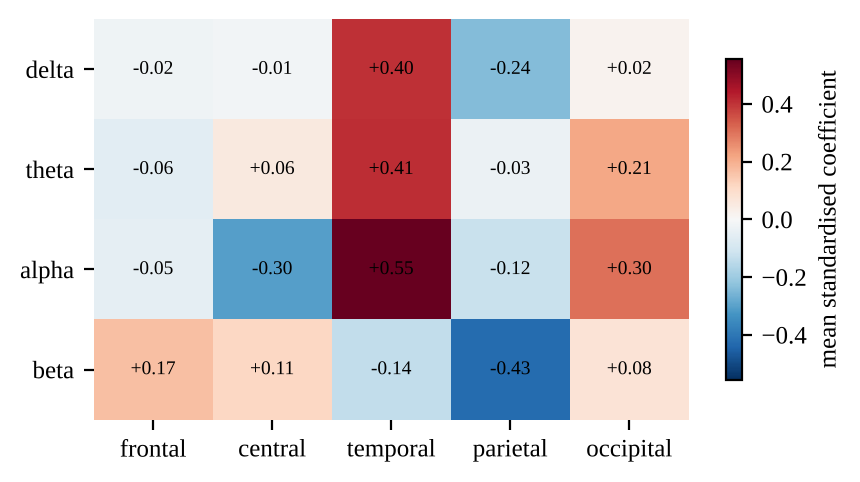 delta -0.02 -0.01 +0.40 -0.24 +0.02
theta -0.06 +0.06 +0.41 -0.03 +0.21
alpha -0.05 -0.30 +0.55 -0.12 +0.30
beta +0.17 +0.11 -0.14 -0.43 +0.08
frontal central temporal parietal occipital
0.4
0.2
0.0
−0.2
−0.4
mean standardised coefficient